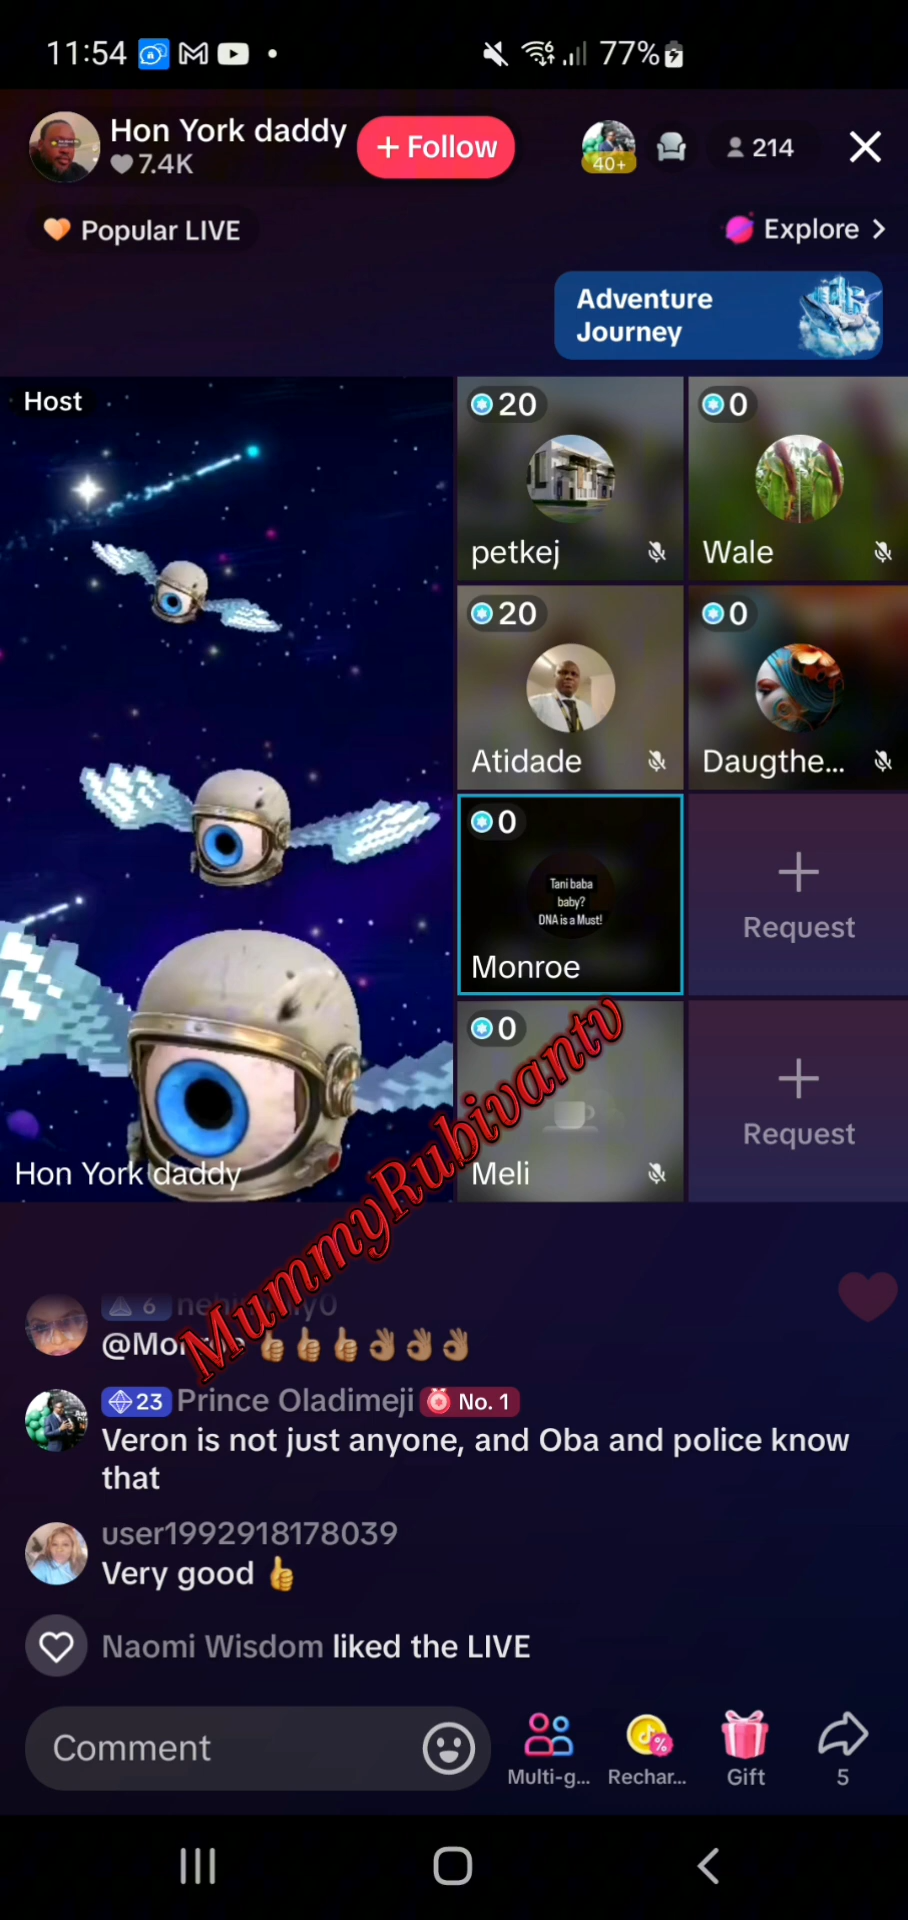 11:54
77%
Hon York daddy
7.4K
+ Follow
40+
214
Popular LIVE
Explore
Adventure
Journey
Host
20
petkej
0
Wale
20
Atidade
0
Daugthe...
0
Tani baba
baby?
DNA is a Must!
Monroe
Request
0
Meli
Request
Hon York daddy
MummyRubivantv
6
@Mo
23 Prince Oladimeji No. 1
Veron is not just anyone, and Oba and police know
that
user1992918178039
Very good
Naomi Wisdom liked the LIVE
Comment
Multi-g...
Rechar...
Gift
5